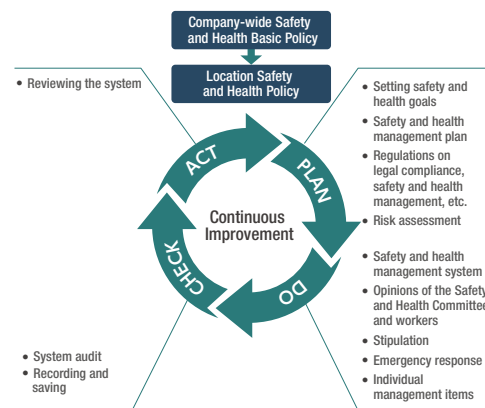 Company-wide Safety
and Health Basic Policy
Location Safety
and Health Policy
• Reviewing the system
• Setting safety and
health goals
• Safety and health
management plan
• Regulations on
legal compliance,
safety and health
management, etc.
• Risk assessment
ACT
PLAN
Continuous
Improvement
CHECK
DO
• Safety and health
management system
• Opinions of the Safety
and Health Committee
and workers
• Stipulation
• Emergency response
• Individual
management items
• System audit
• Recording and
saving